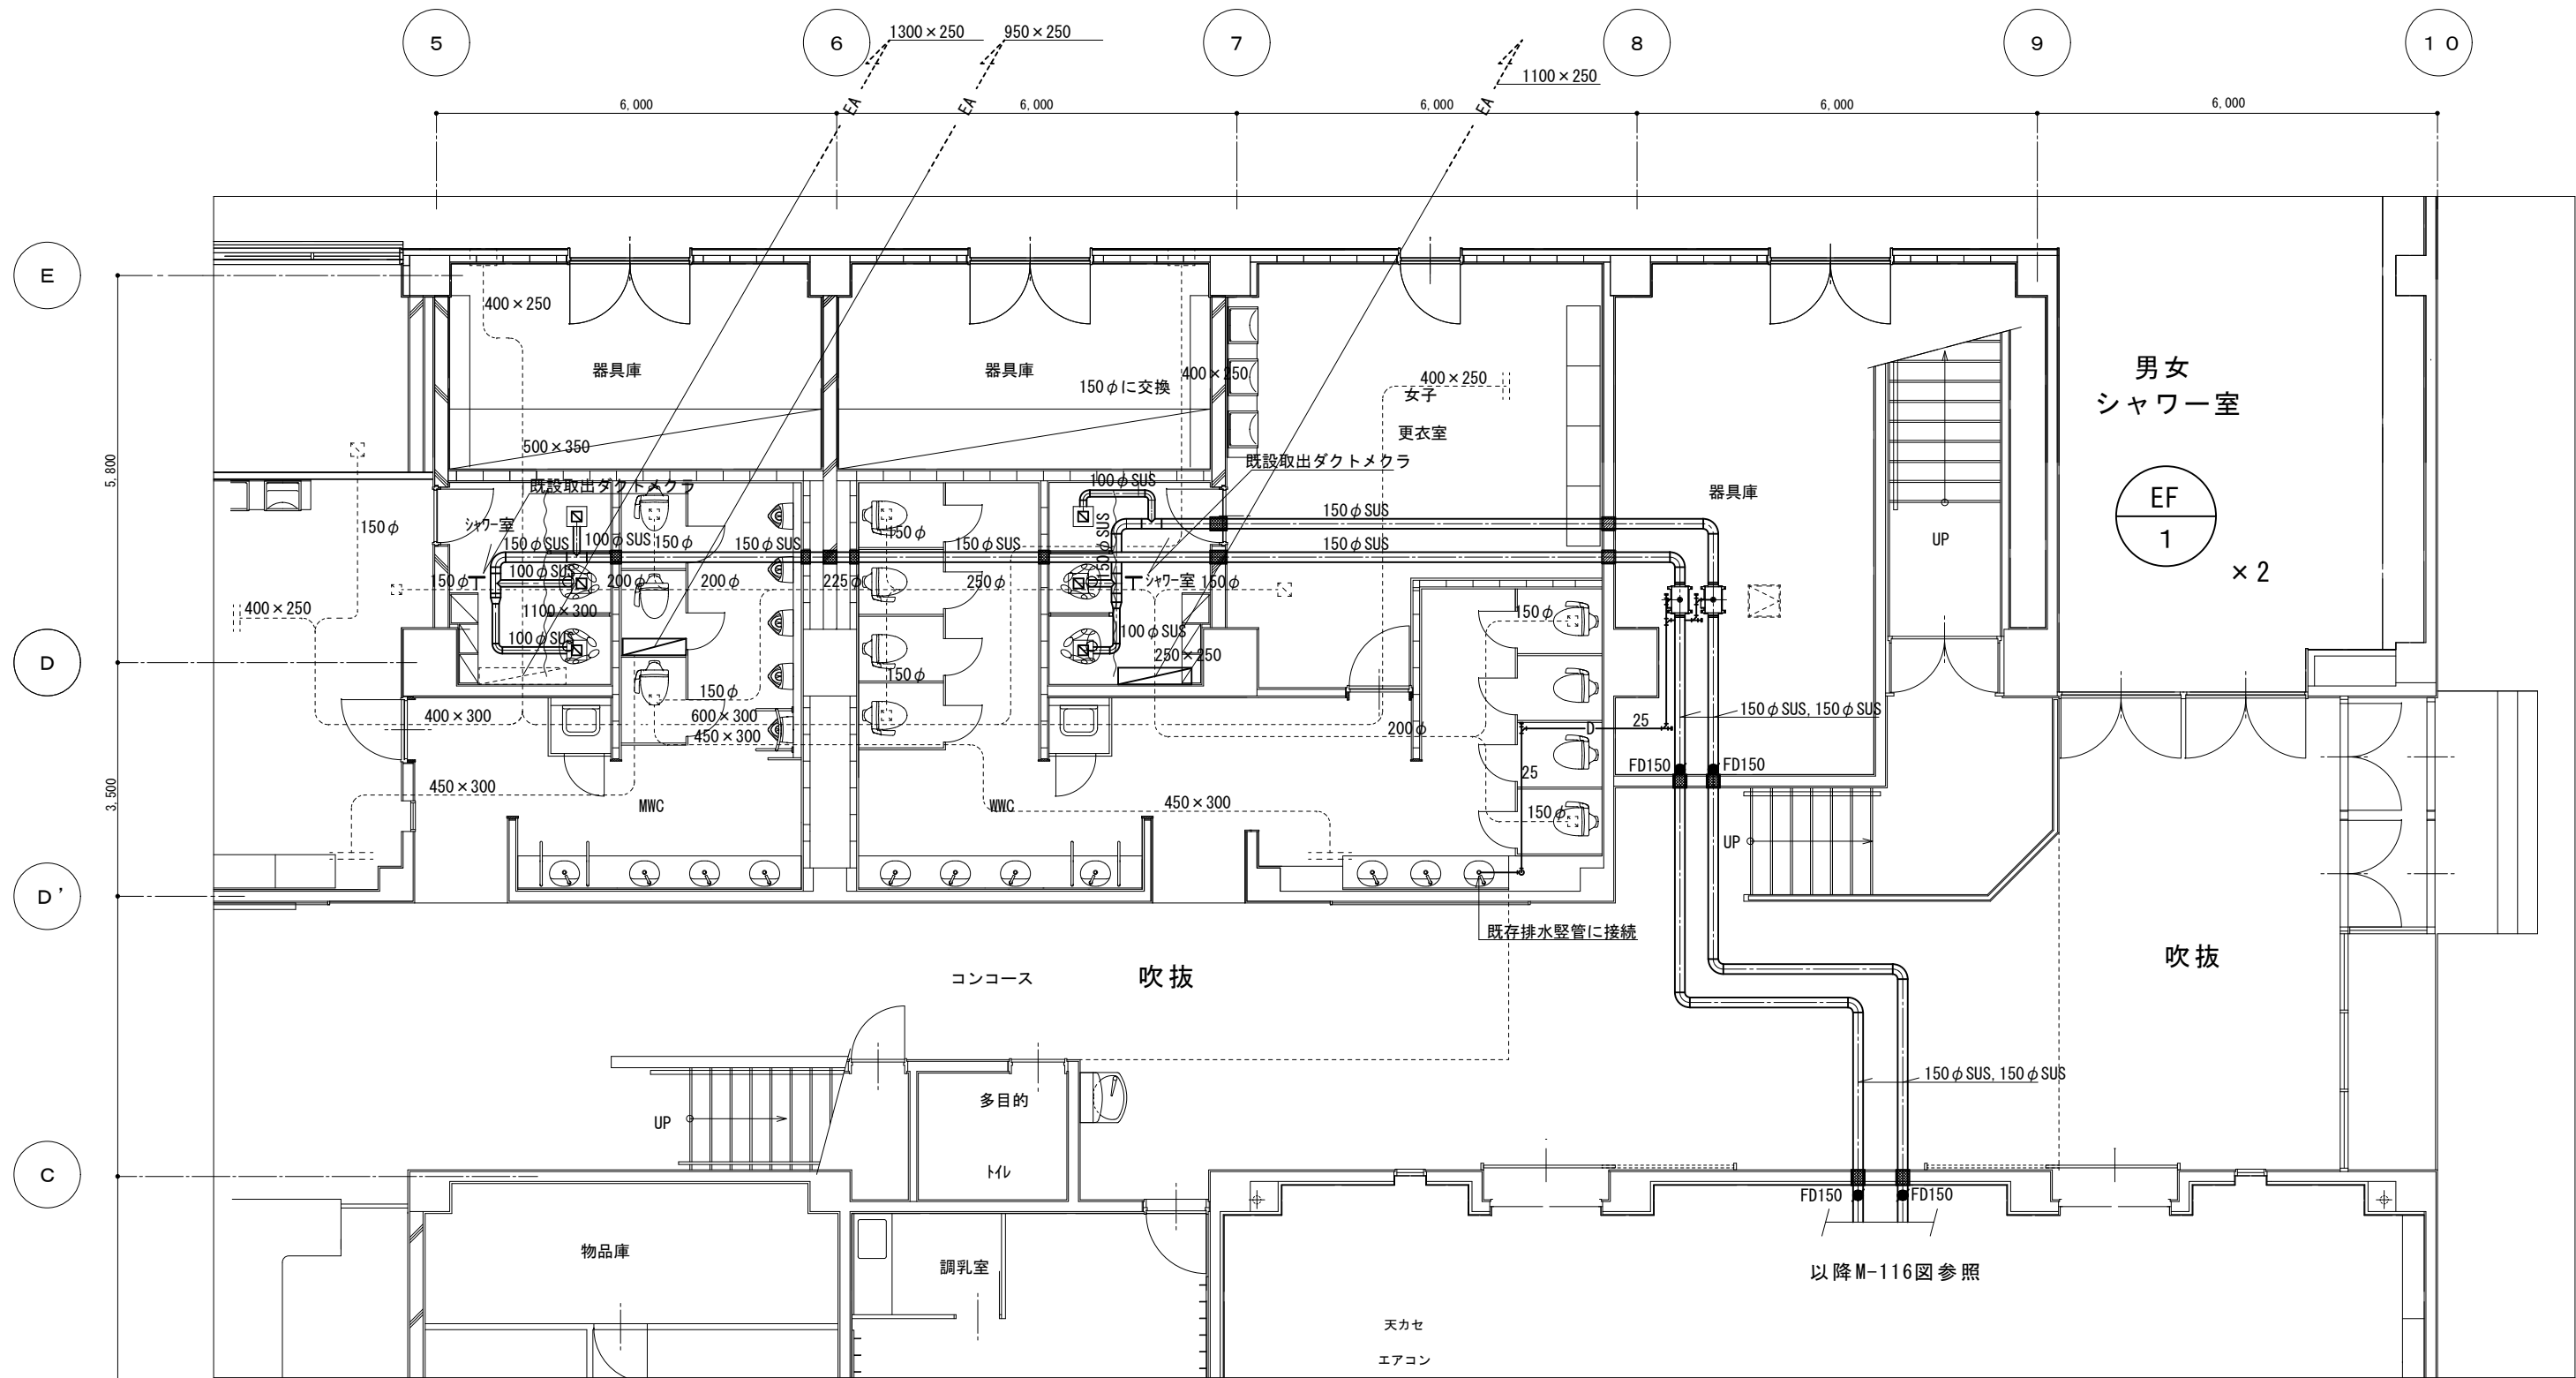 5
6
7
8
9
10
1300×250
950×250
1100×250
EA
EA
EA
6,000
6,000
6,000
6,000
6,000
E
D
D'
C
5,800
3,500
400×250
器具庫
器具庫
150φに交換
400×250
400×250
女子
更衣室
男女
シャワー室
EF
1
×2
500×350
既設取出ダクトメクラ
既設取出ダクトメクラ
100φSUS
器具庫
150φ
シャワー室
150φSUS
100φSUS
150φ
150φSUS
150φ
150φSUS
150φSUS
150φSUS
150φSUS
UP
150φ
100φSUS
200φ
200φ
225φ
250φ
シャワー室
150φ
400×250
1100×300
100φSUS
150φ
100φSUS
250×250
150φ
150φ
400×300
600×300
450×300
200φ
D
25
150φSUS,150φSUS
25
FD150
FD150
450×300
MWC
WWC
450×300
150φ
UP
既存排水竪管に接続
コンコース
吹抜
吹抜
150φSUS,150φSUS
UP
多目的
トイレ
FD150
FD150
物品庫
調乳室
以降M-116図参照
天カセ
エアコン